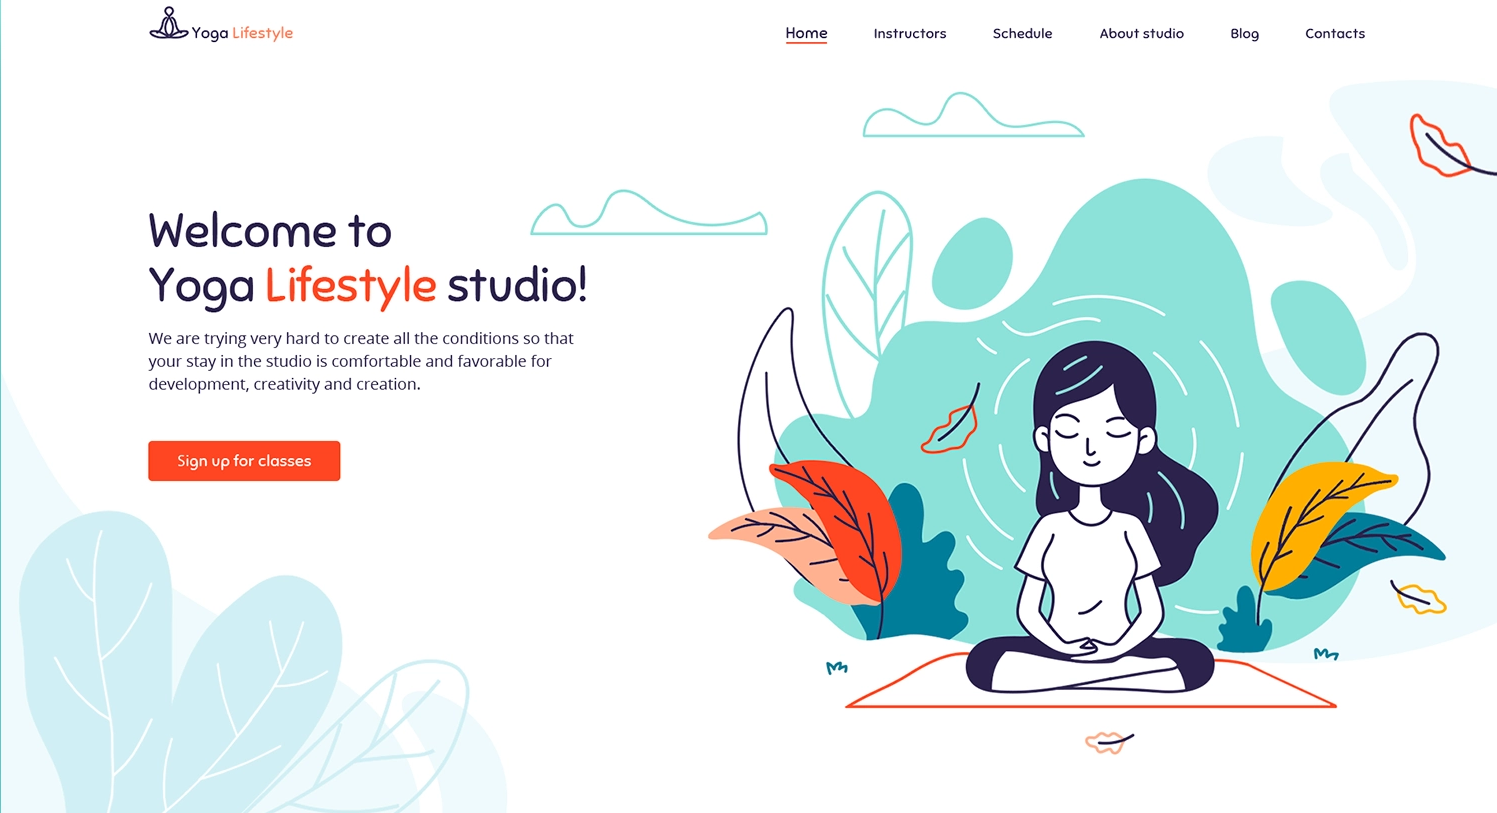 Yoga Lifestyle
Home Instructors Schedule About studio Blog Contacts
Welcome to
Yoga Lifestyle studio!
We are trying very hard to create all the conditions so that
your stay in the studio is comfortable and favorable for
development, creativity and creation.
Sign up for classes